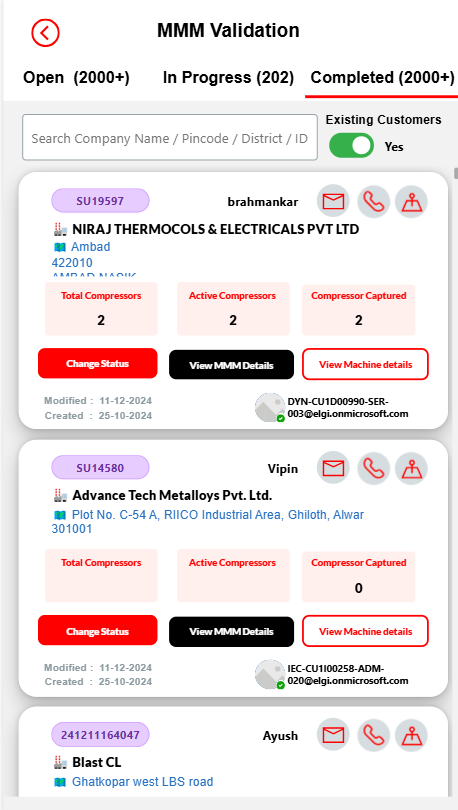 MMM Validation
Open (2000+) In Progress (202) Completed (2000+)
Existing Customers
Search Company Name / Pincode / District / ID
Yes
SU19597
brahmankar
NIRAJ THERMOCOLS & ELECTRICALS PVT LTD
Ambad
422010
AMBAD NASIK
Total Compressors Active Compressors Compressor Captured
2 2 2
Change Status View MMM Details View Machine details
Modified : 11-12-2024
Created : 25-10-2024
DYN-CU1D00990-SER-
003@elgi.onmicrosoft.com
SU14580
Vipin
Advance Tech Metalloys Pvt. Ltd.
Plot No. C-54 A, RIICO Industrial Area, Ghiloth, Alwar
301001
Total Compressors Active Compressors Compressor Captured
0
Change Status View MMM Details View Machine details
Modified : 11-12-2024
Created : 25-10-2024
IEC-CU1I00258-ADM-
020@elgi.onmicrosoft.com
241211164047
Ayush
Blast CL
Ghatkopar west LBS road